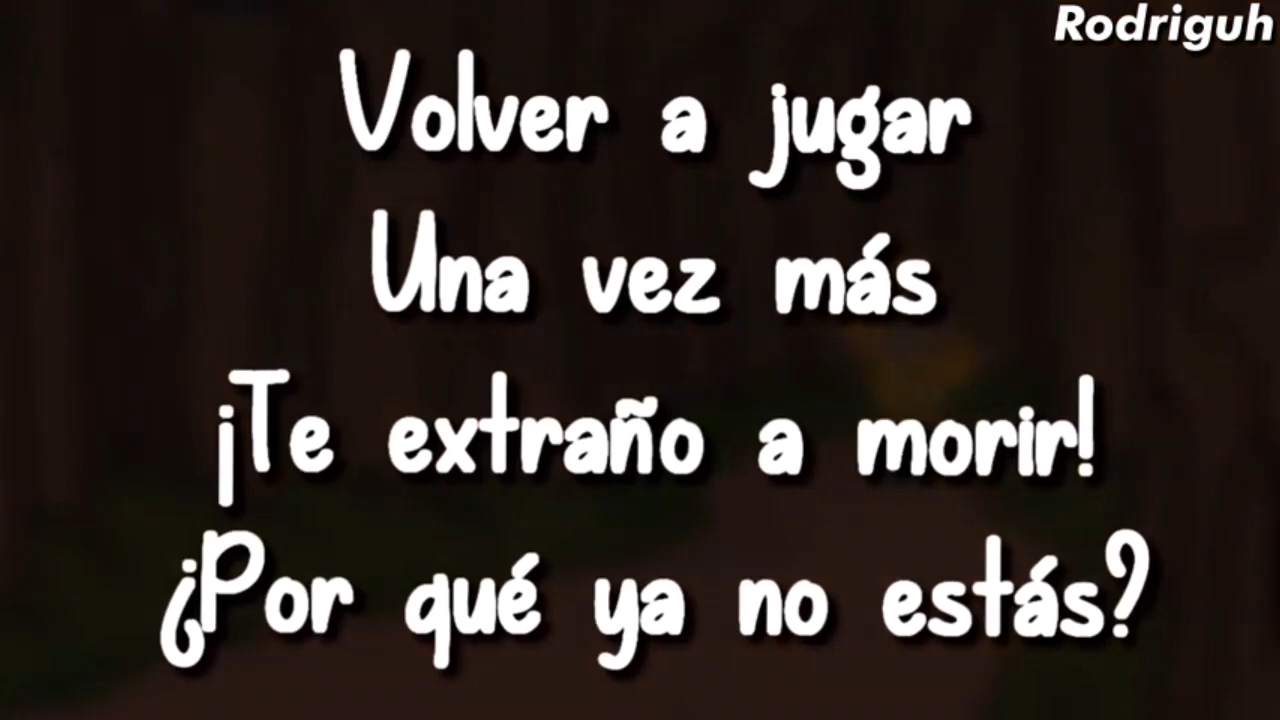 Rodriguh
Volver a jugar
Una vez más
¡Te extraño a morir!
¿Por qué ya no estás?